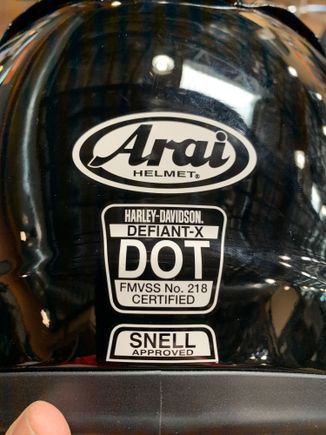 Arai
HELMET®
HARLEY-DAVIDSON.
DEFIANT-X
DOT
FMVSS No. 218
CERTIFIED
SNELL
APPROVED